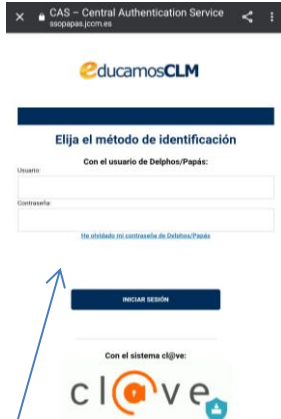 CAS – Central Authentication Service
ssopapas.jccm.es
educamosCLM
Elija el método de identificación
Con el usuario de Delphos/Papás:
Usuario:
Contraseña:
He olvidado mi contraseña de Delphos/Papás
INICIAR SESIÓN
Con el sistema cl@ve:
cl@ve